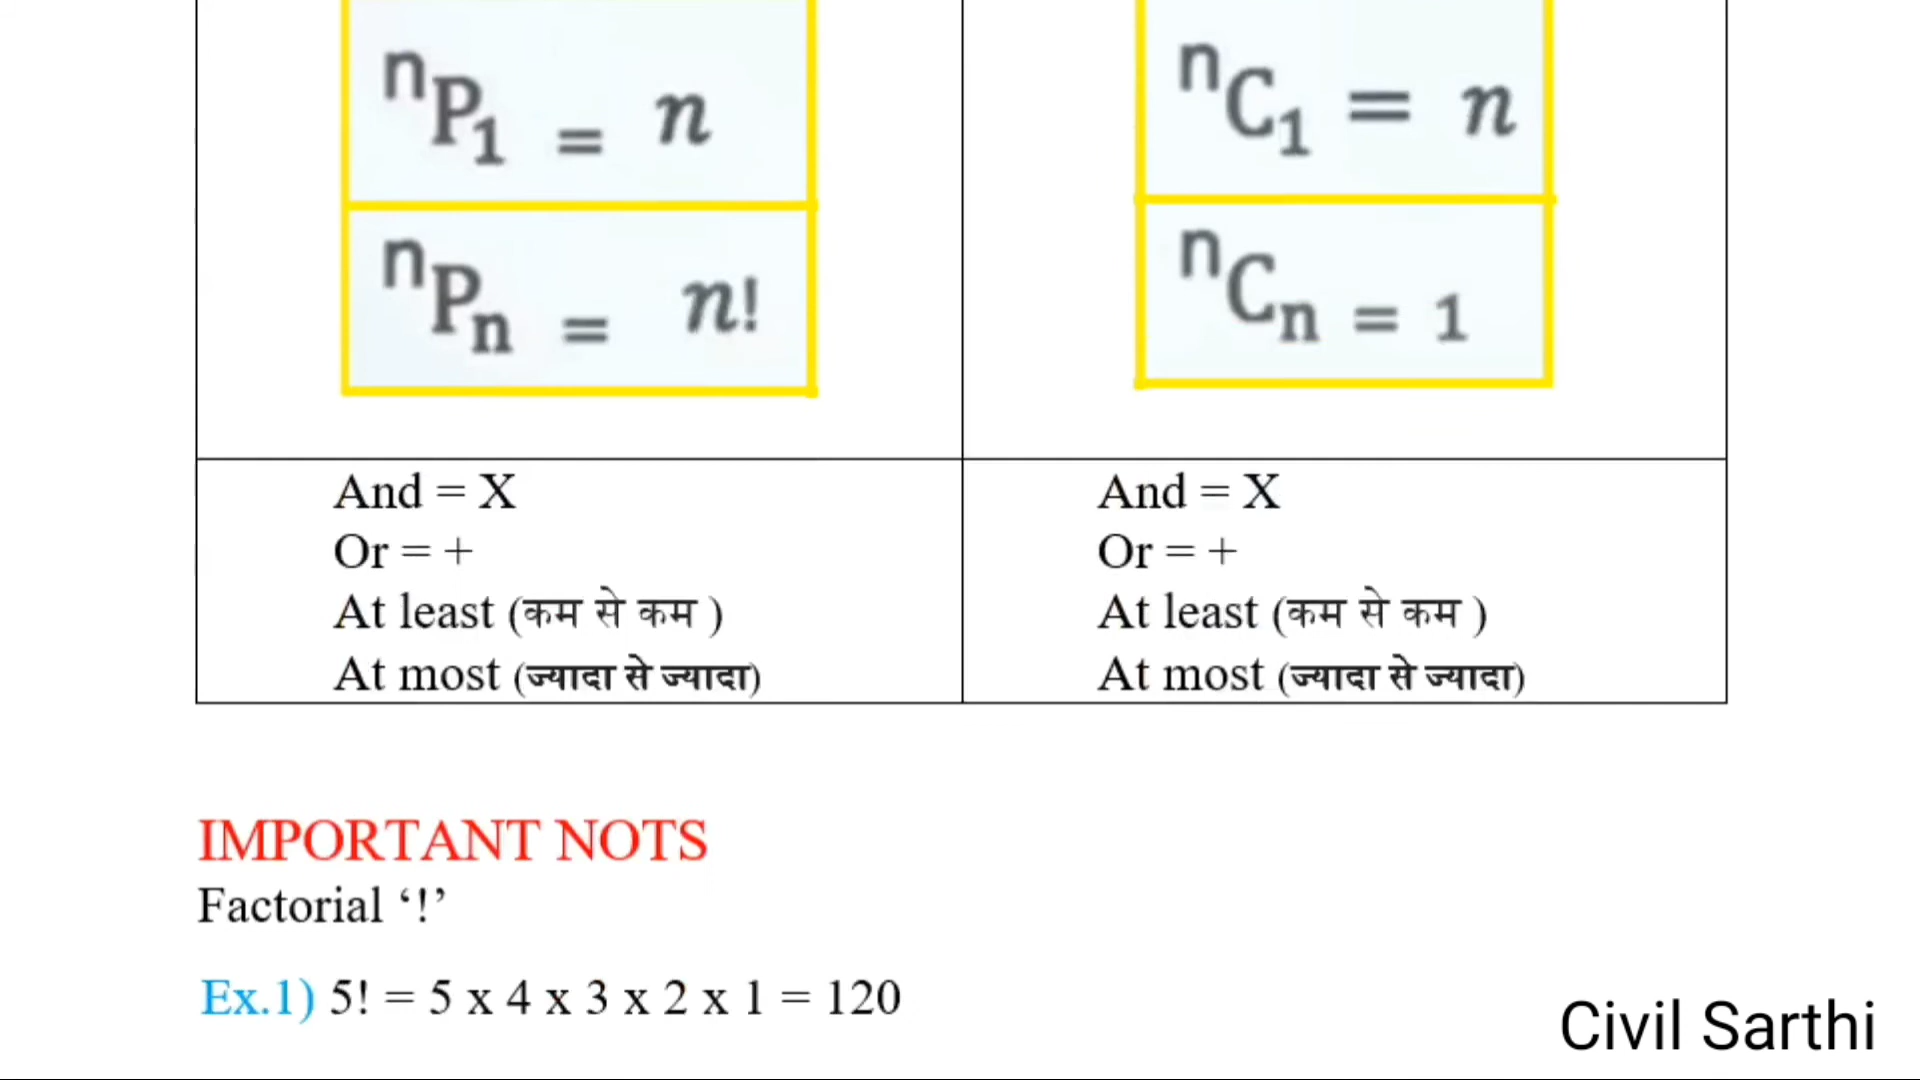 ⁿP₁ = n
ⁿC₁ = n
ⁿPₙ = n!
ⁿCₙ = 1
And = X
Or = +
At least (कम से कम )
At most (ज्यादा से ज्यादा)
And = X
Or = +
At least (कम से कम )
At most (ज्यादा से ज्यादा)
IMPORTANT NOTS
Factorial ‘!’
Ex.1) 5! = 5 x 4 x 3 x 2 x 1 = 120
Civil Sarthi